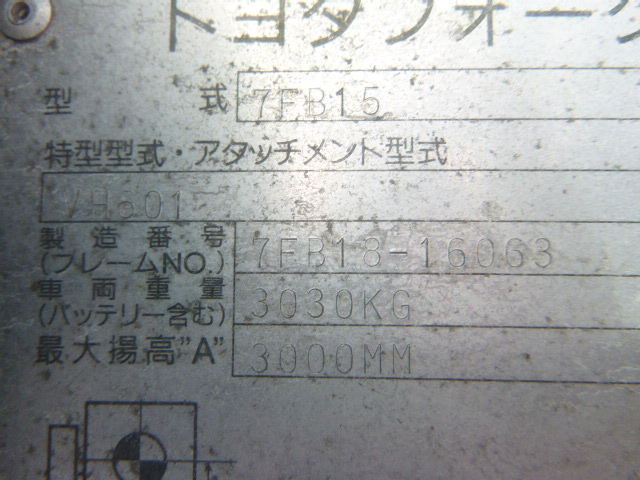 トヨタフォーク
型 式 7FB15
特型型式・アタッチメント型式
製造番号
(フレームNO.) 7FB18-16063
車両重量
(バッテリー含む) 3030KG
最大揚高"A" 3000MM